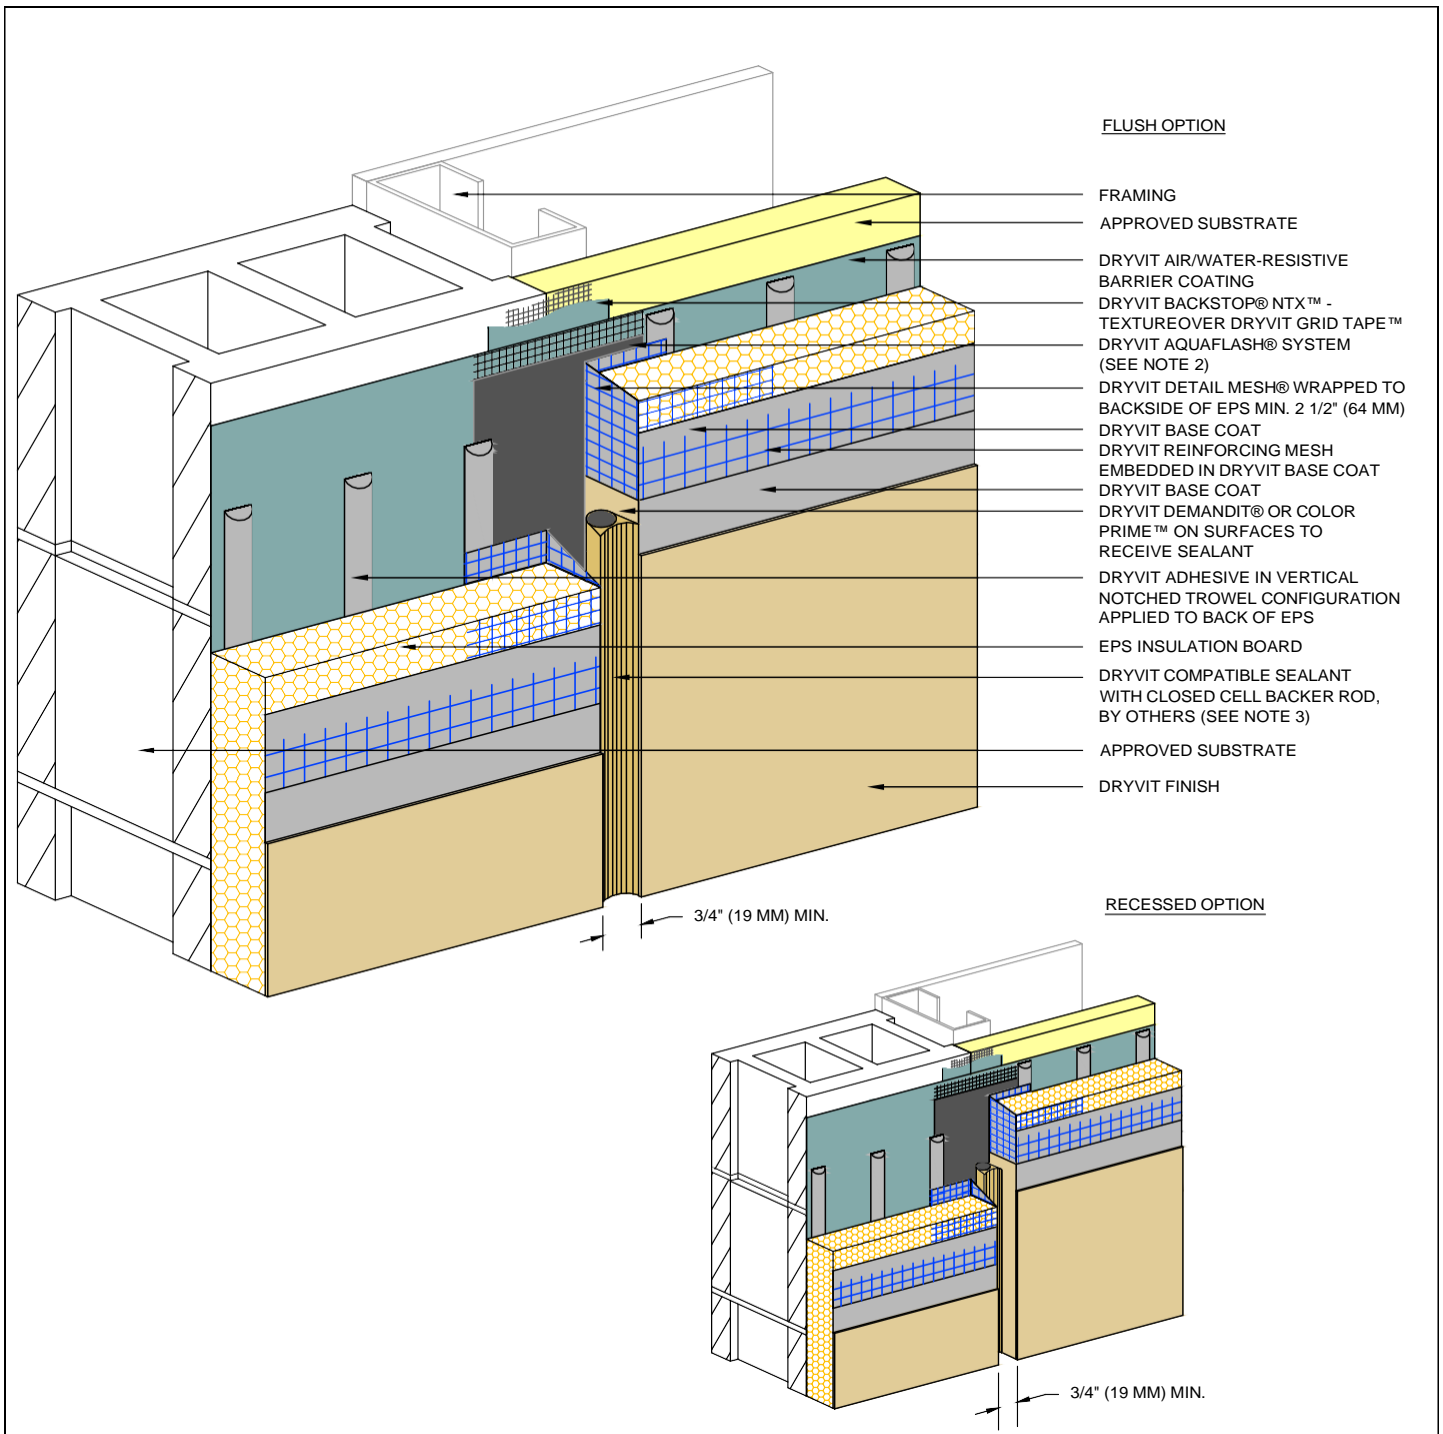 FLUSH OPTION
FRAMING
APPROVED SUBSTRATE
DRYVIT AIR/WATER-RESISTIVE
BARRIER COATING
DRYVIT BACKSTOP® NTX™ -
TEXTUREOVER DRYVIT GRID TAPE™
DRYVIT AQUAFLASH® SYSTEM
(SEE NOTE 2)
DRYVIT DETAIL MESH® WRAPPED TO
BACKSIDE OF EPS MIN. 2 1/2" (64 MM)
DRYVIT BASE COAT
DRYVIT REINFORCING MESH
EMBEDDED IN DRYVIT BASE COAT
DRYVIT BASE COAT
DRYVIT DEMANDIT® OR COLOR
PRIME™ ON SURFACES TO
RECEIVE SEALANT
DRYVIT ADHESIVE IN VERTICAL
NOTCHED TROWEL CONFIGURATION
APPLIED TO BACK OF EPS
EPS INSULATION BOARD
DRYVIT COMPATIBLE SEALANT
WITH CLOSED CELL BACKER ROD,
BY OTHERS (SEE NOTE 3)
APPROVED SUBSTRATE
DRYVIT FINISH
3/4" (19 MM) MIN.
RECESSED OPTION
3/4" (19 MM) MIN.